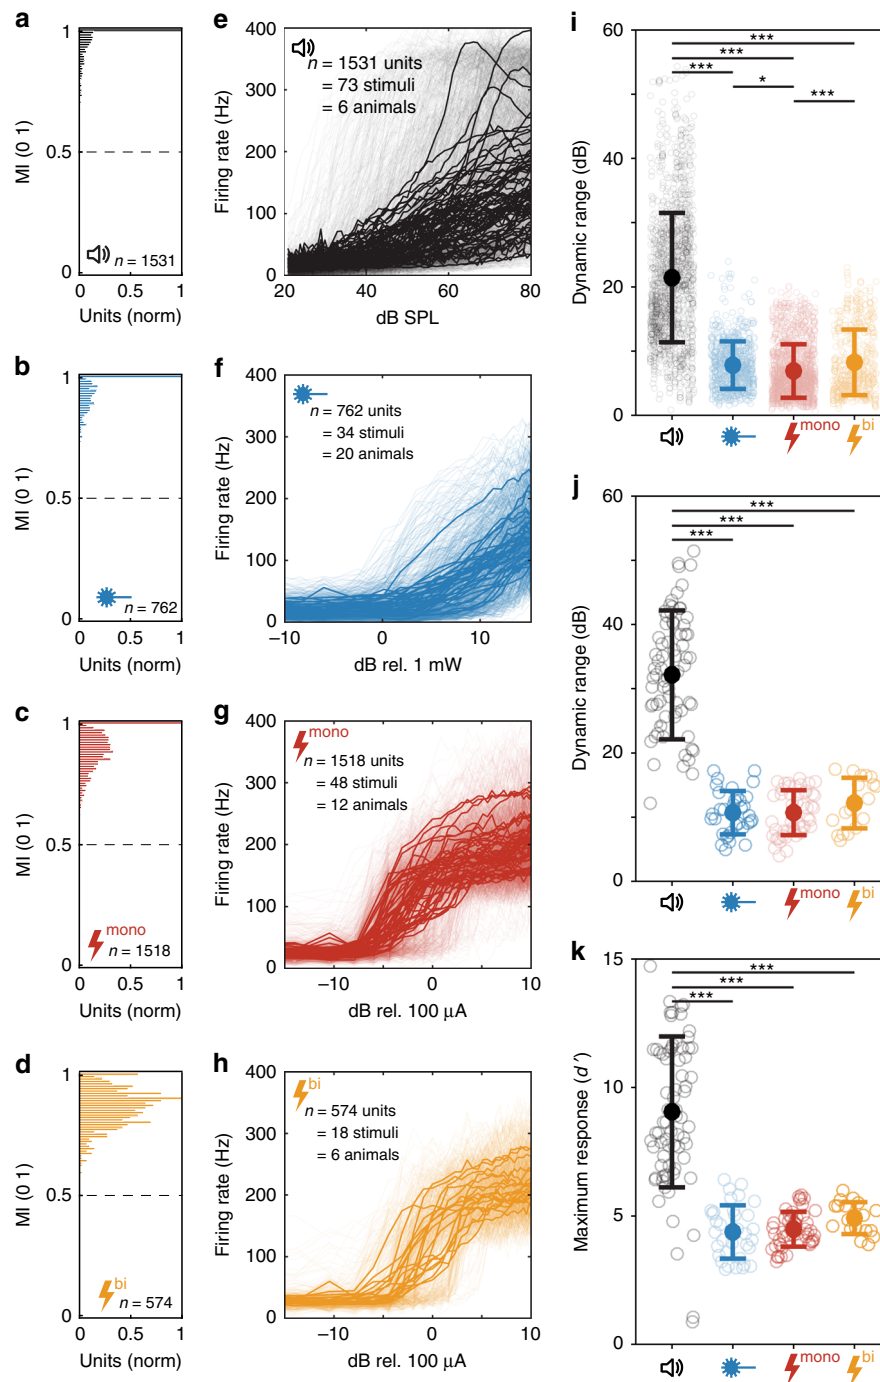 a
MI (0 1)
1
0.5
0
n = 1531
0
0.5
1
Units (norm)
b
MI (0 1)
1
0.5
0
n = 762
0
0.5
1
Units (norm)
c
MI (0 1)
1
0.5
0
mono
n = 1518
0
0.5
1
Units (norm)
d
MI (0 1)
1
0.5
0
bi
n = 574
0
0.5
1
Units (norm)
e
Firing rate (Hz)
400
300
200
100
0
n = 1531 units
= 73 stimuli
= 6 animals
20
40
60
80
dB SPL
f
Firing rate (Hz)
400
300
200
100
0
n = 762 units
= 34 stimuli
= 20 animals
–10
0
10
dB rel. 1 mW
g
Firing rate (Hz)
400
300
200
100
0
mono
n = 1518 units
= 48 stimuli
= 12 animals
–10
0
10
dB rel. 100 μA
h
Firing rate (Hz)
400
300
200
100
0
bi
n = 574 units
= 18 stimuli
= 6 animals
–10
0
10
dB rel. 100 μA
i
Dynamic range (dB)
60
40
20
0
***
***
***
*
***
mono
bi
j
Dynamic range (dB)
60
40
20
0
***
***
***
mono
bi
k
Maximum response (d′)
15
10
5
0
***
***
***
mono
bi